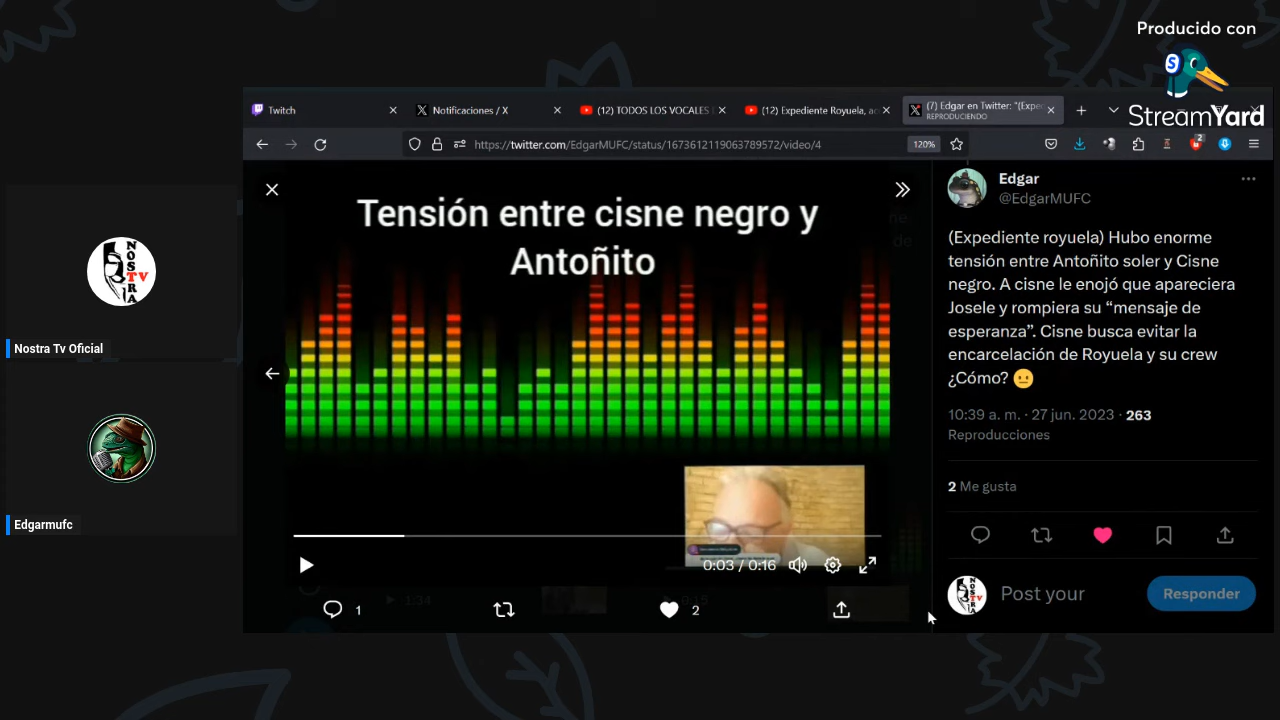 Producido con
StreamYard
Twitch
Notificaciones / X
(12) TODOS LOS VOCALES
(12) Expediente Royuela, ac
(7) Edgar en Twitter: "(Expe
REPRODUCIENDO
https://twitter.com/EdgarMUFC/status/1673612119063789572/video/4
120%
2
Tensión entre cisne negro y
Antoñito
Edgar
@EdgarMUFC
(Expediente royuela) Hubo enorme
tensión entre Antoñito soler y Cisne
negro. A cisne le enojó que apareciera
Josele y rompiera su “mensaje de
esperanza”. Cisne busca evitar la
encarcelación de Royuela y su crew
¿Cómo? 😐
10:39 a. m. · 27 jun. 2023 · 263
Reproducciones
2 Me gusta
0:03 / 0:16
1
2
Post your
Responder
NOSTRA
TV
Nostra Tv Oficial
Edgarmufc